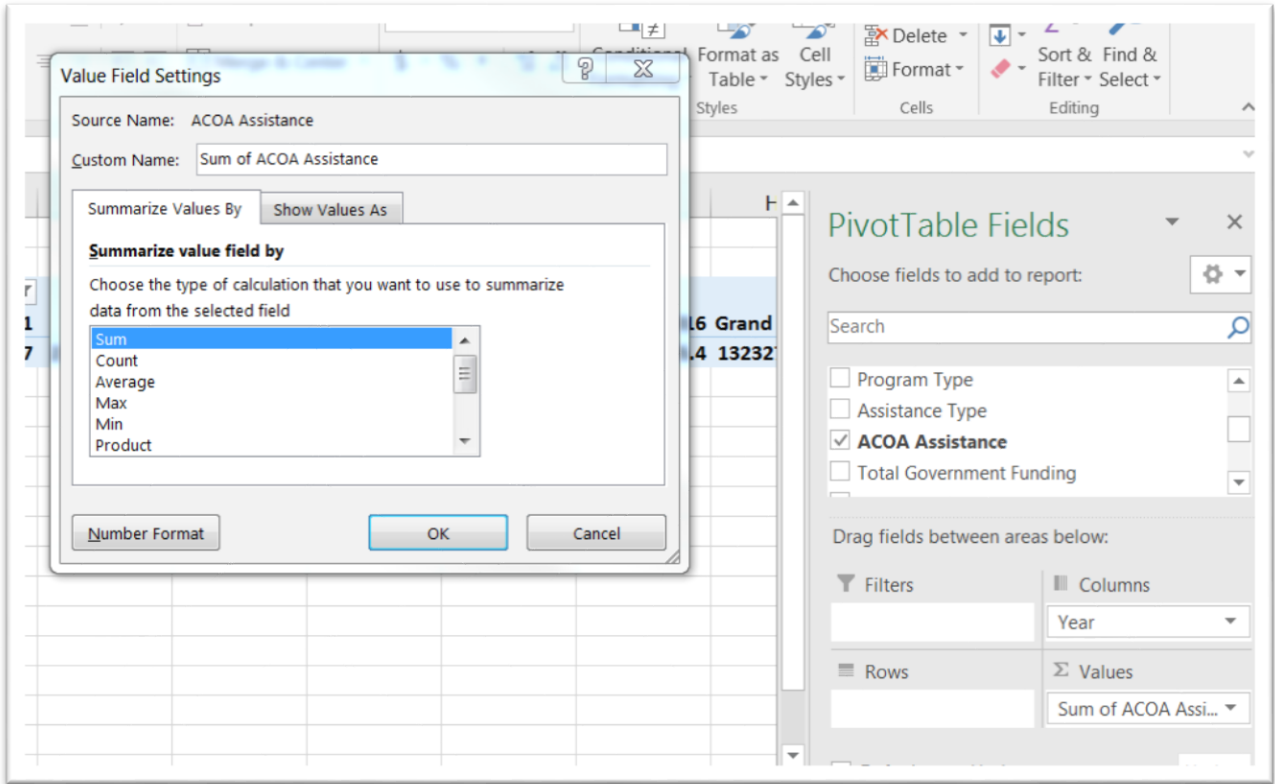 Value Field Settings
Source Name: ACOA Assistance
Custom Name: Sum of ACOA Assistance
Summarize Values By Show Values As
Summarize value field by
Choose the type of calculation that you want to use to summarize
data from the selected field
Sum
Count
Average
Max
Min
Product
Number Format OK Cancel
Conditional Format as Cell
Table Styles
Styles
Delete
Format
Cells
Sort & Find &
Filter Select
Editing
16 Grand
.4 13232
PivotTable Fields
Choose fields to add to report:
Search
Program Type
Assistance Type
ACOA Assistance
Total Government Funding
Drag fields between areas below:
Filters
Columns
Year
Rows
Σ Values
Sum of ACOA Assi...